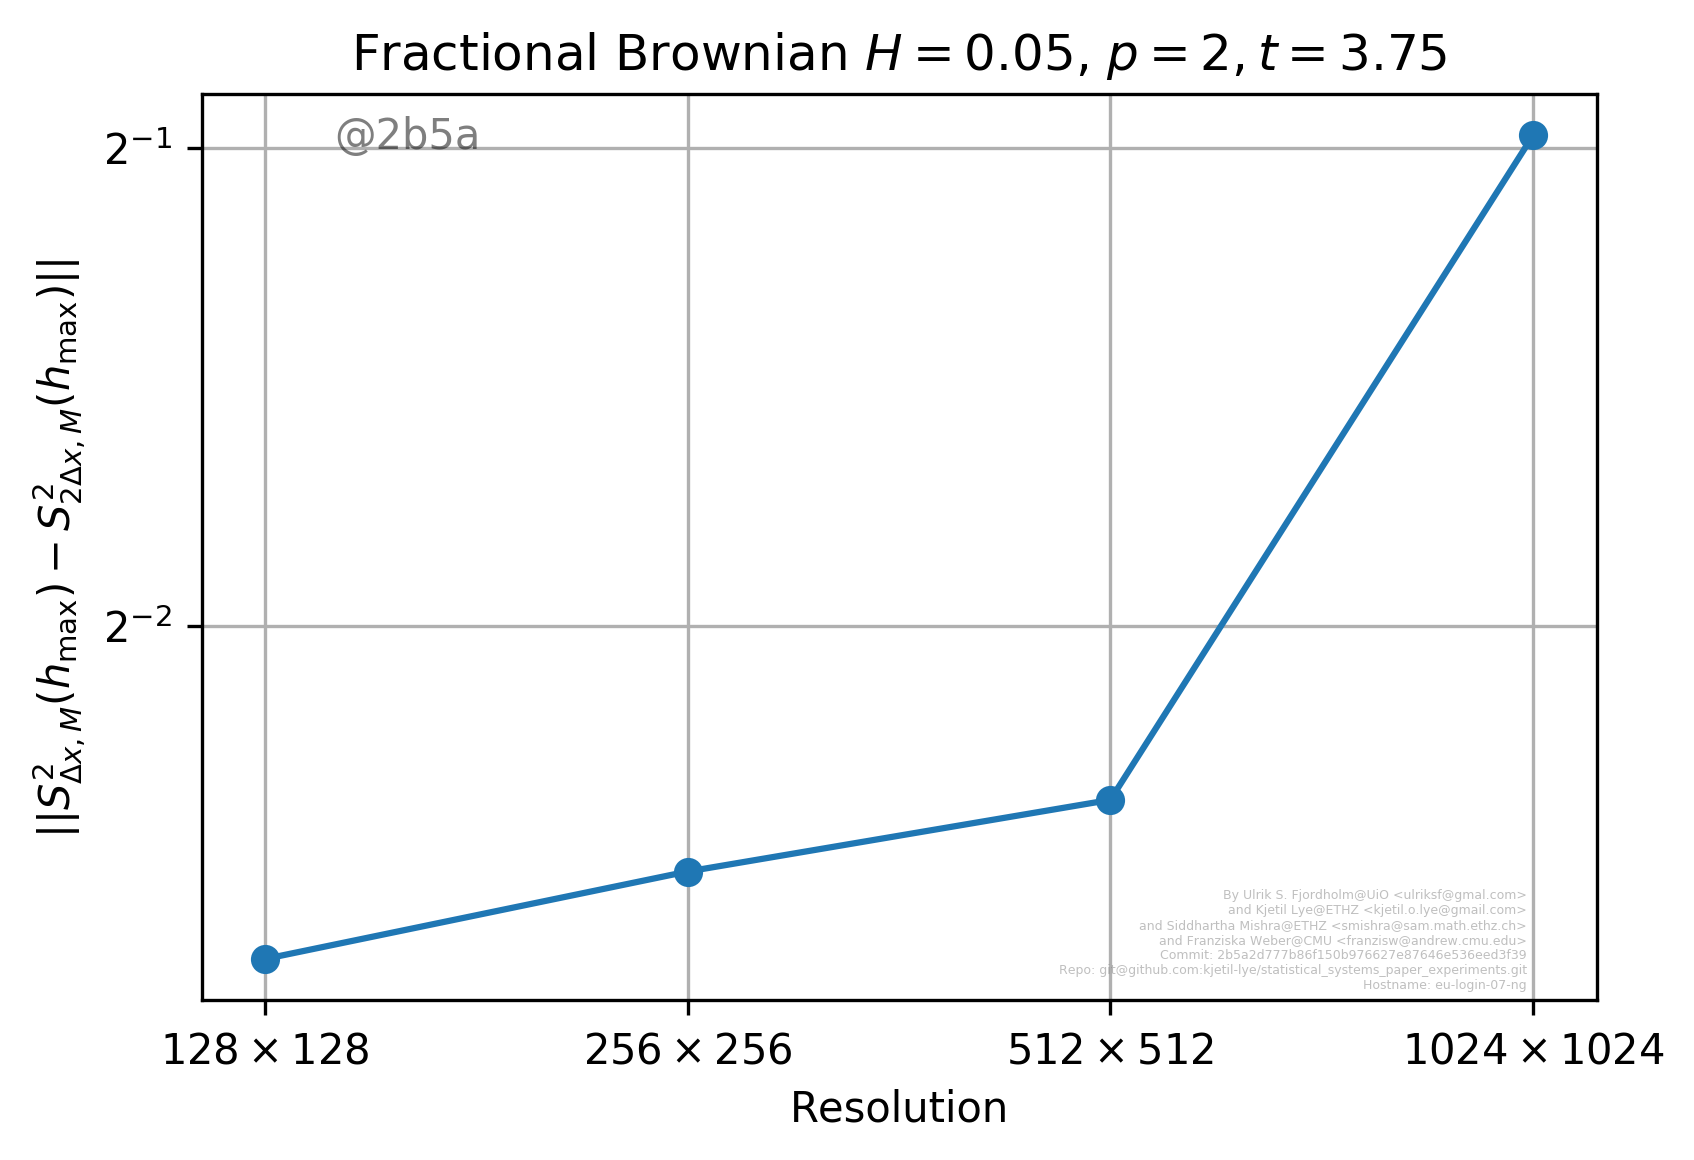 Fractional Brownian H = 0.05, p = 2, t = 3.75
@2b5a
2⁻¹
2⁻²
||S²_{Δx, M}(h_max) − S²_{2Δx, M}(h_max)||
By Ulrik S. Fjordholm@UiO <ulriksf@gmal.com>
and Kjetil Lye@ETHZ <kjetil.o.lye@gmail.com>
and Siddhartha Mishra@ETHZ <smishra@sam.math.ethz.ch>
and Franziska Weber@CMU <franzisw@andrew.cmu.edu>
Commit: 2b5a2d777b86f150b976627e87646e536eed3f39
Repo: git@github.com:kjetil-lye/statistical_systems_paper_experiments.git
Hostname: eu-login-07-ng
128 × 128 256 × 256 512 × 512 1024 × 1024
Resolution